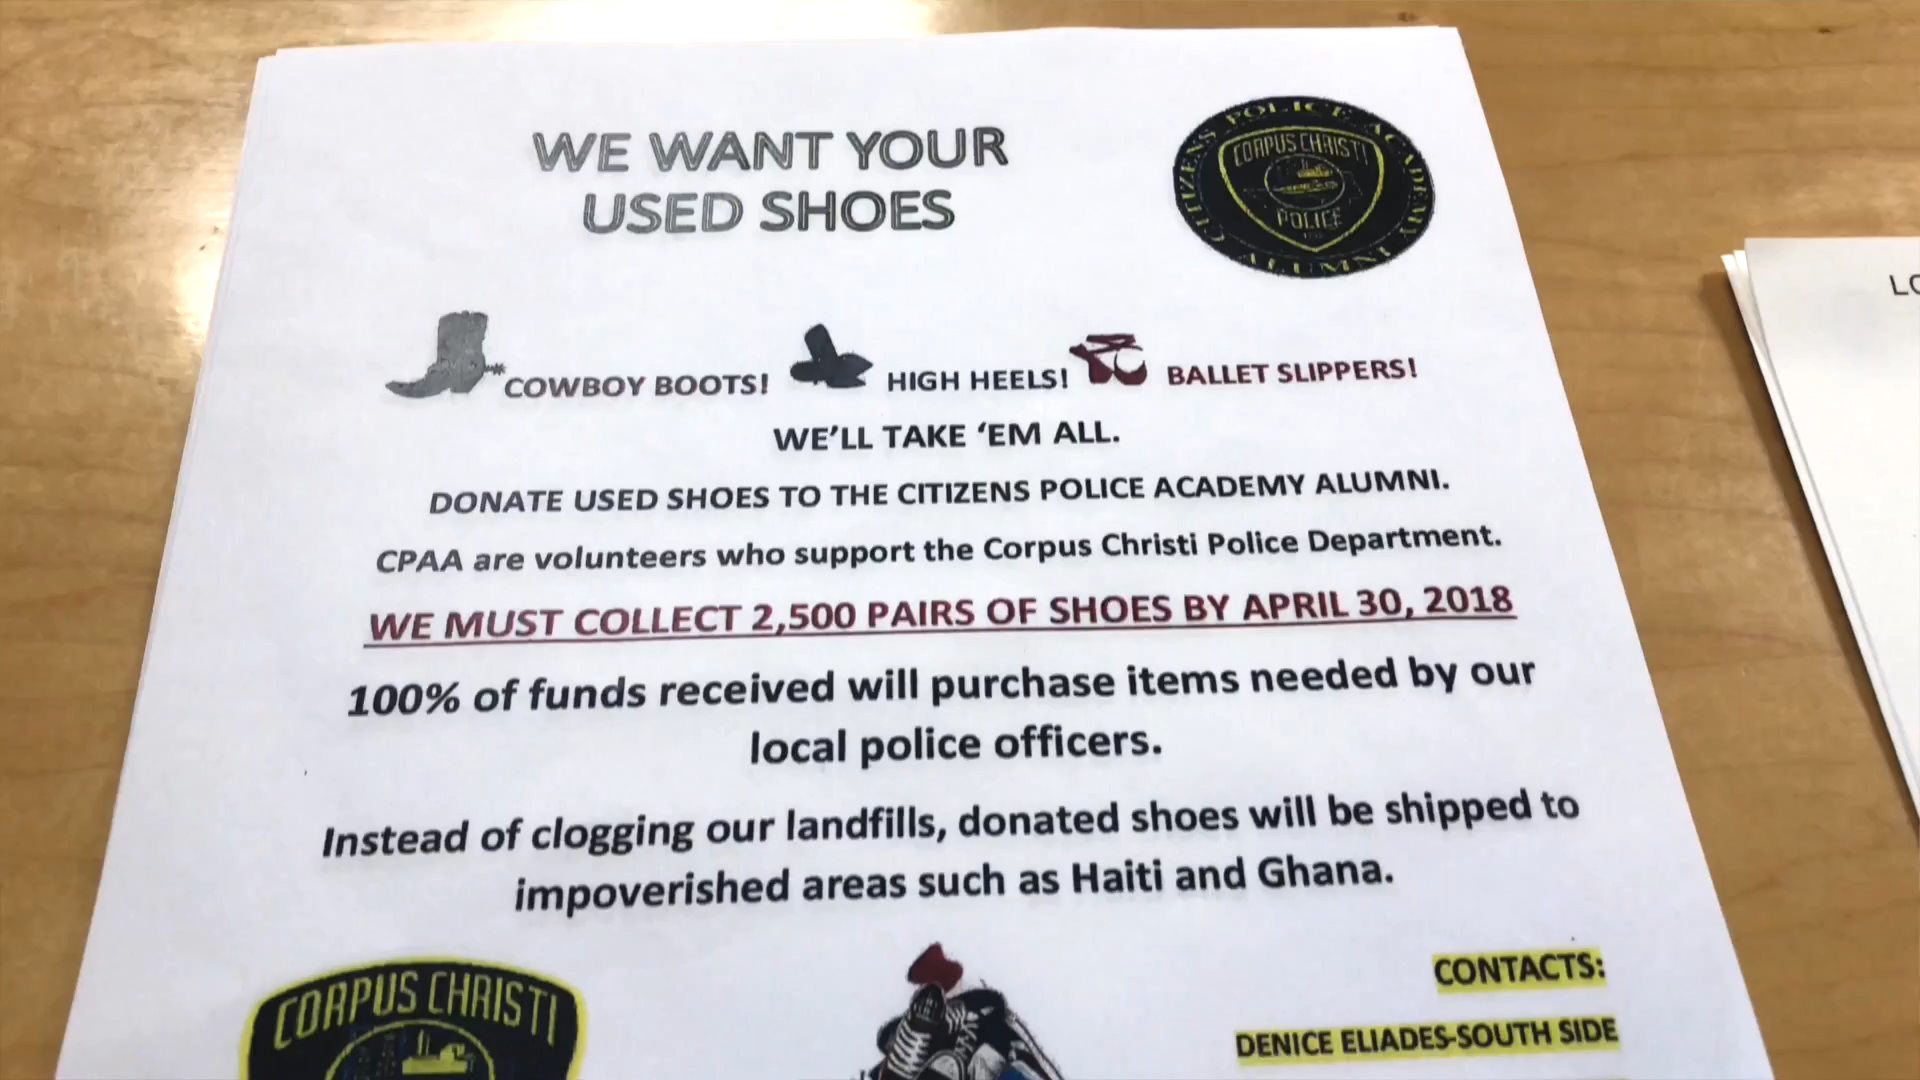 WE WANT YOUR
USED SHOES
CITIZENS POLICE ACADEMY
ALUMNI
CORPUS CHRISTI
POLICE
COWBOY BOOTS! HIGH HEELS! BALLET SLIPPERS!
WE'LL TAKE 'EM ALL.
DONATE USED SHOES TO THE CITIZENS POLICE ACADEMY ALUMNI.
CPAA are volunteers who support the Corpus Christi Police Department.
WE MUST COLLECT 2,500 PAIRS OF SHOES BY APRIL 30, 2018
100% of funds received will purchase items needed by our
local police officers.
Instead of clogging our landfills, donated shoes will be shipped to
impoverished areas such as Haiti and Ghana.
CORPUS CHRISTI
CONTACTS:
DENICE ELIADES-SOUTH SIDE